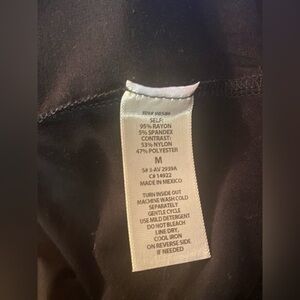 SELF:
95% RAYON
5% SPANDEX
CONTRAST:
53% NYLON
47% POLYESTER
M
C# 14922
MADE IN MEXICO
TURN INSIDE OUT
MACHINE WASH COLD
SEPARATELY
GENTLE CYCLE
USE MILD DETERGENT
DO NOT BLEACH
LINE DRY,
COOL IRON
ON REVERSE SIDE
IF NEEDED